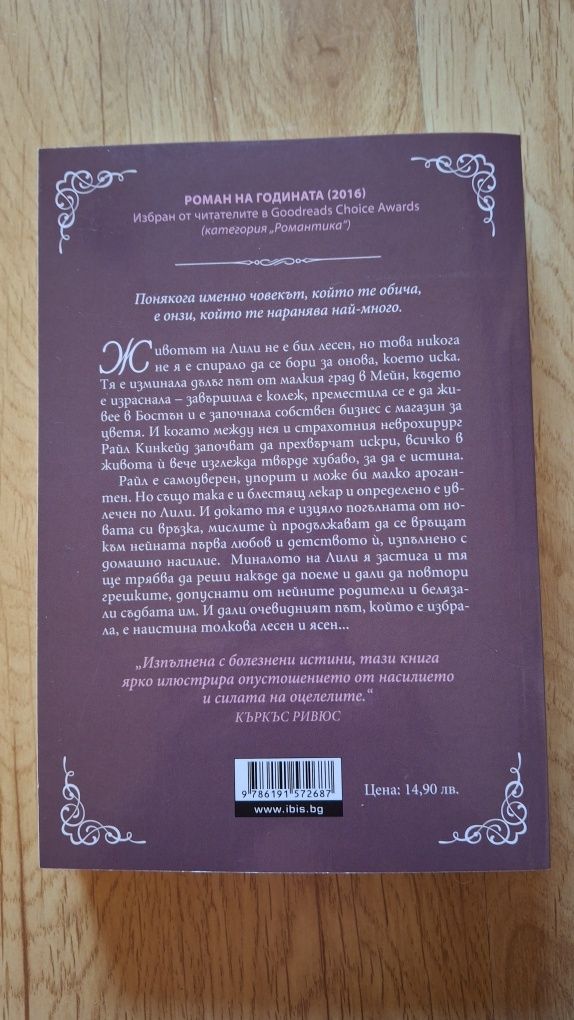 РОМАН НА ГОДИНАТА (2016)
Избран от читателите в Goodreads Choice Awards
(категория „Романтика“)
Понякога именно човекът, който те обича,
е онзи, който те наранява най-много.
Животът на Лили не е бил лесен, но това никога
не я е спирало да се бори за онова, което иска.
Тя е изминала дълъг път от малкия град в Мейн, където
е израснала – завършила е колеж, преместила се е да жи-
вее в Бостън и е започнала собствен бизнес с магазин за
цветя. И когато между нея и страхотния неврохирург
Райл Кинкейд започват да прехвърчат искри, всичко в
живота ѝ вече изглежда твърде хубаво, за да е истина.
Райл е самоуверен, упорит и може би малко ароган-
тен. Но също така е и блестящ лекар и определено е ув-
лечен по Лили. И докато тя е изцяло погълната от но-
вата си връзка, мислите ѝ продължават да се връщат
към нейната първа любов и детството ѝ, изпълнено с
домашно насилие. Миналото на Лили я застига и тя
ще трябва да реши накъде да поеме и дали да повтори
грешките, допуснати от нейните родители и беляза-
ли съдбата им. И дали очевидният път, който е избра-
ла, е наистина толкова лесен и ясен...
„Изпълнена с болезнени истини, тази книга
ярко илюстрира опустошението от насилието
и силата на оцелелите.“
КЪРКЪС РИВЮС
9 786191 572687
www.ibis.bg
Цена: 14,90 лв.